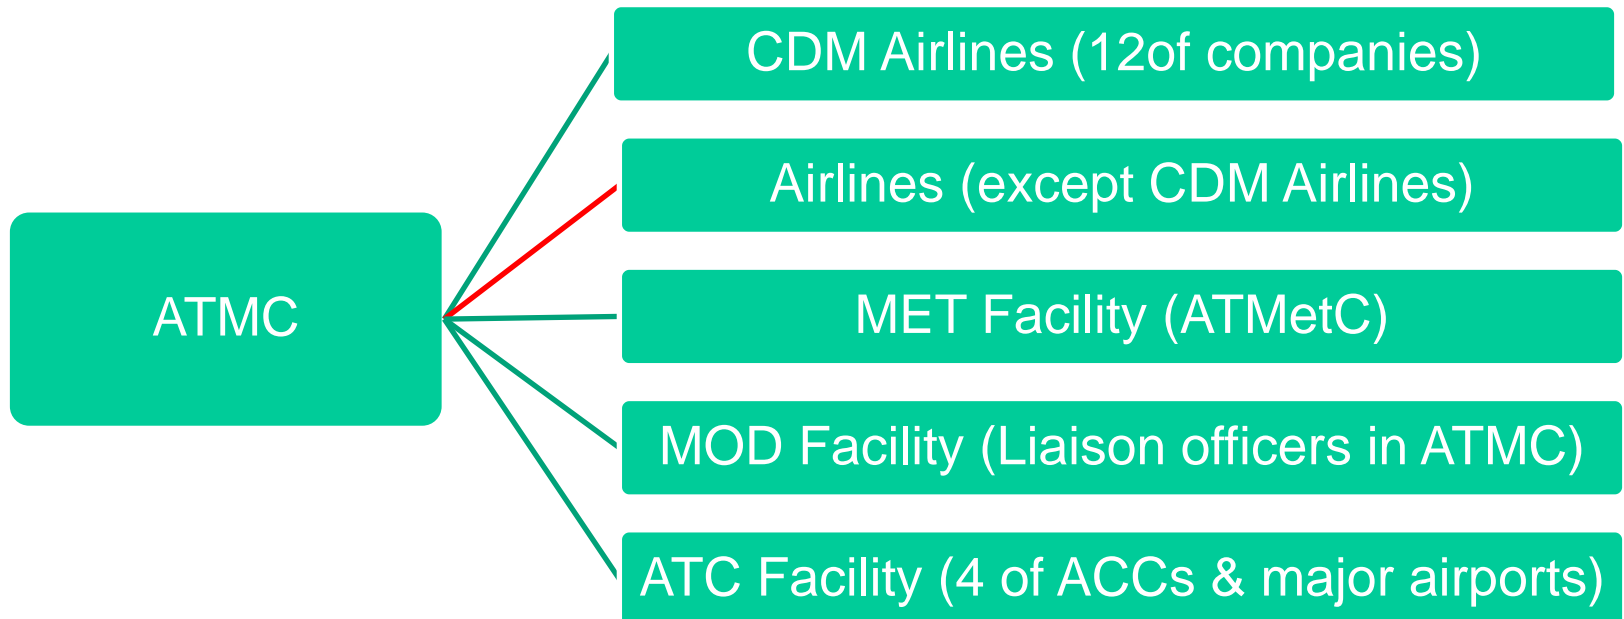 CDM Airlines (12of companies)
Airlines (except CDM Airlines)
ATMC
MET Facility (ATMetC)
MOD Facility (Liaison officers in ATMC)
ATC Facility (4 of ACCs & major airports)